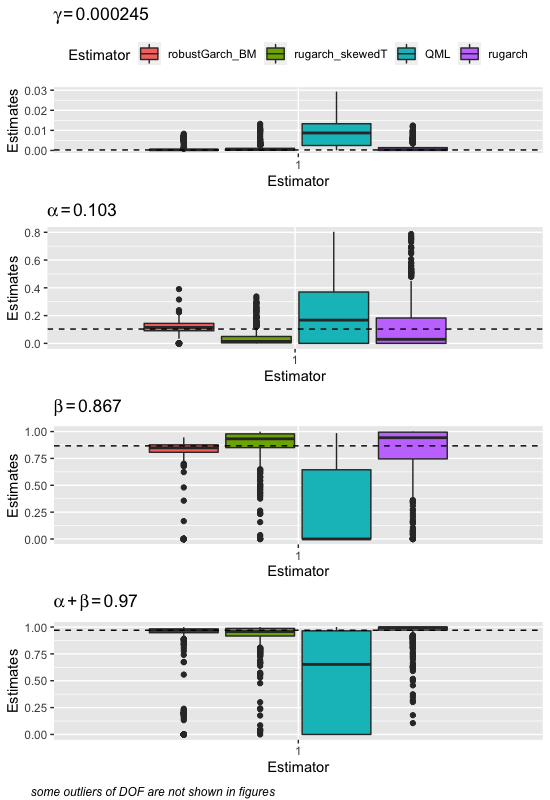 γ = 0.000245
Estimator robustGarch_BM rugarch_skewedT QML rugarch
Estimates
0.03
0.02
0.01
0.00
1
Estimator
α = 0.103
Estimates
0.8
0.6
0.4
0.2
0.0
1
Estimator
β = 0.867
Estimates
1.00
0.75
0.50
0.25
0.00
1
Estimator
α + β = 0.97
Estimates
1.00
0.75
0.50
0.25
0.00
1
Estimator
some outliers of DOF are not shown in figures